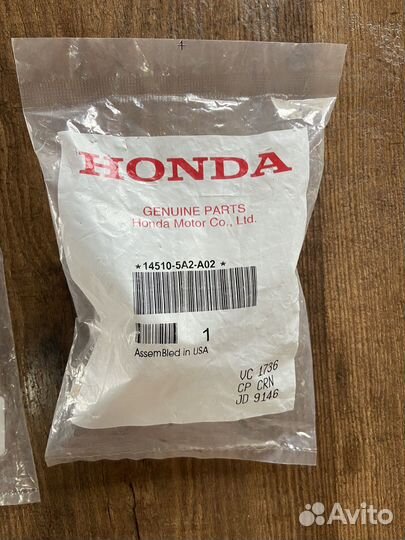 HONDA
GENUINE PARTS
Honda Motor Co., Ltd.
*14510-5A2-A02*
1
AssemBled in USA
VC 1736
CP CRN
JD 9146
Avito